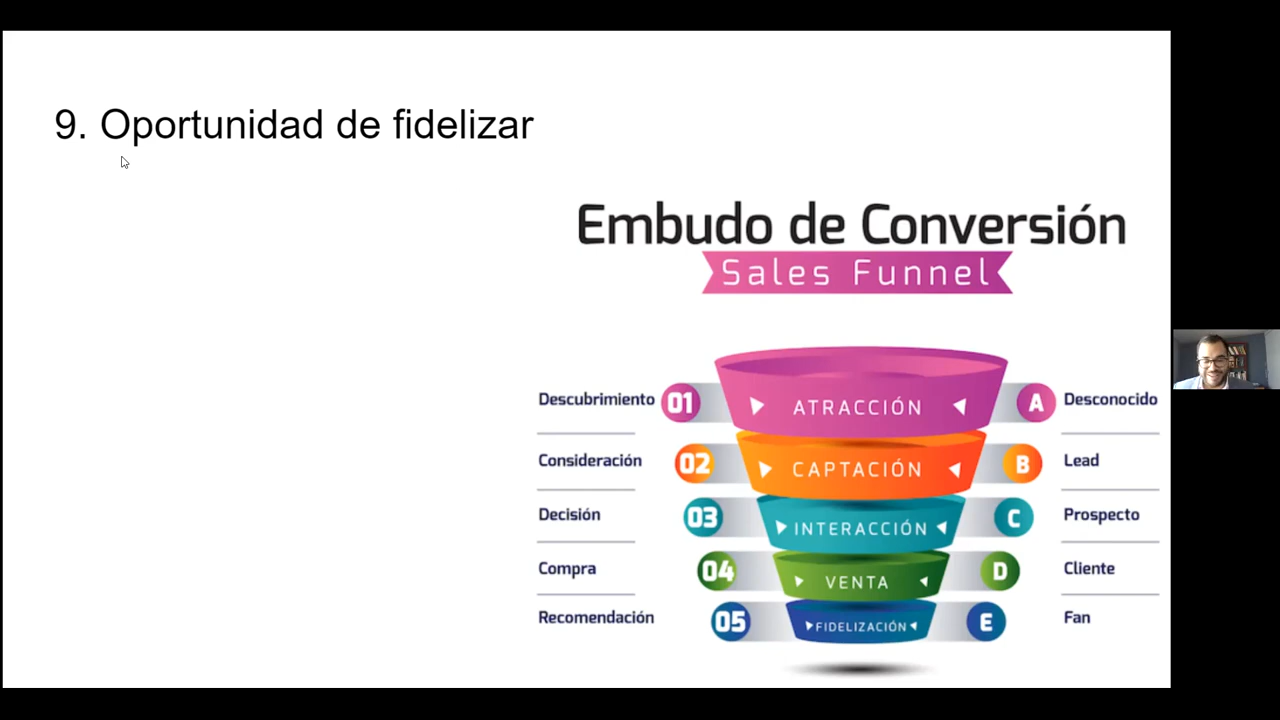 9. Oportunidad de fidelizar
Embudo de Conversión
Sales Funnel
Descubrimiento 01 ATRACCIÓN A Desconocido
Consideración 02 CAPTACIÓN B Lead
Decisión 03 INTERACCIÓN C Prospecto
Compra 04 VENTA D Cliente
Recomendación 05 FIDELIZACIÓN E Fan